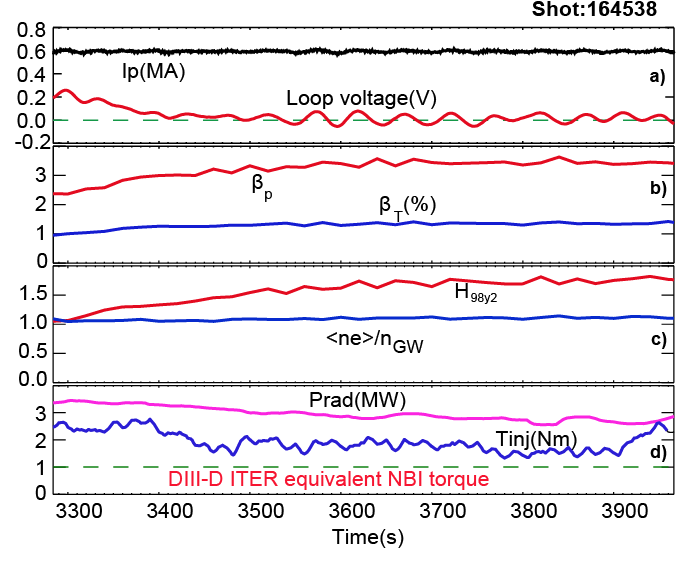 Shot:164538
0.8
0.6
Ip(MA)
a)
0.4
0.2
Loop voltage(V)
0.0
-0.2
3
βp
b)
2
βT(%)
1
0
1.5
H98y2
1.0
<ne>/nGW
c)
0.5
0.0
Prad(MW)
3
2
Tinj(Nm)
d)
1
DIII-D ITER equivalent NBI torque
0
3300 3400 3500 3600 3700 3800 3900
Time(s)